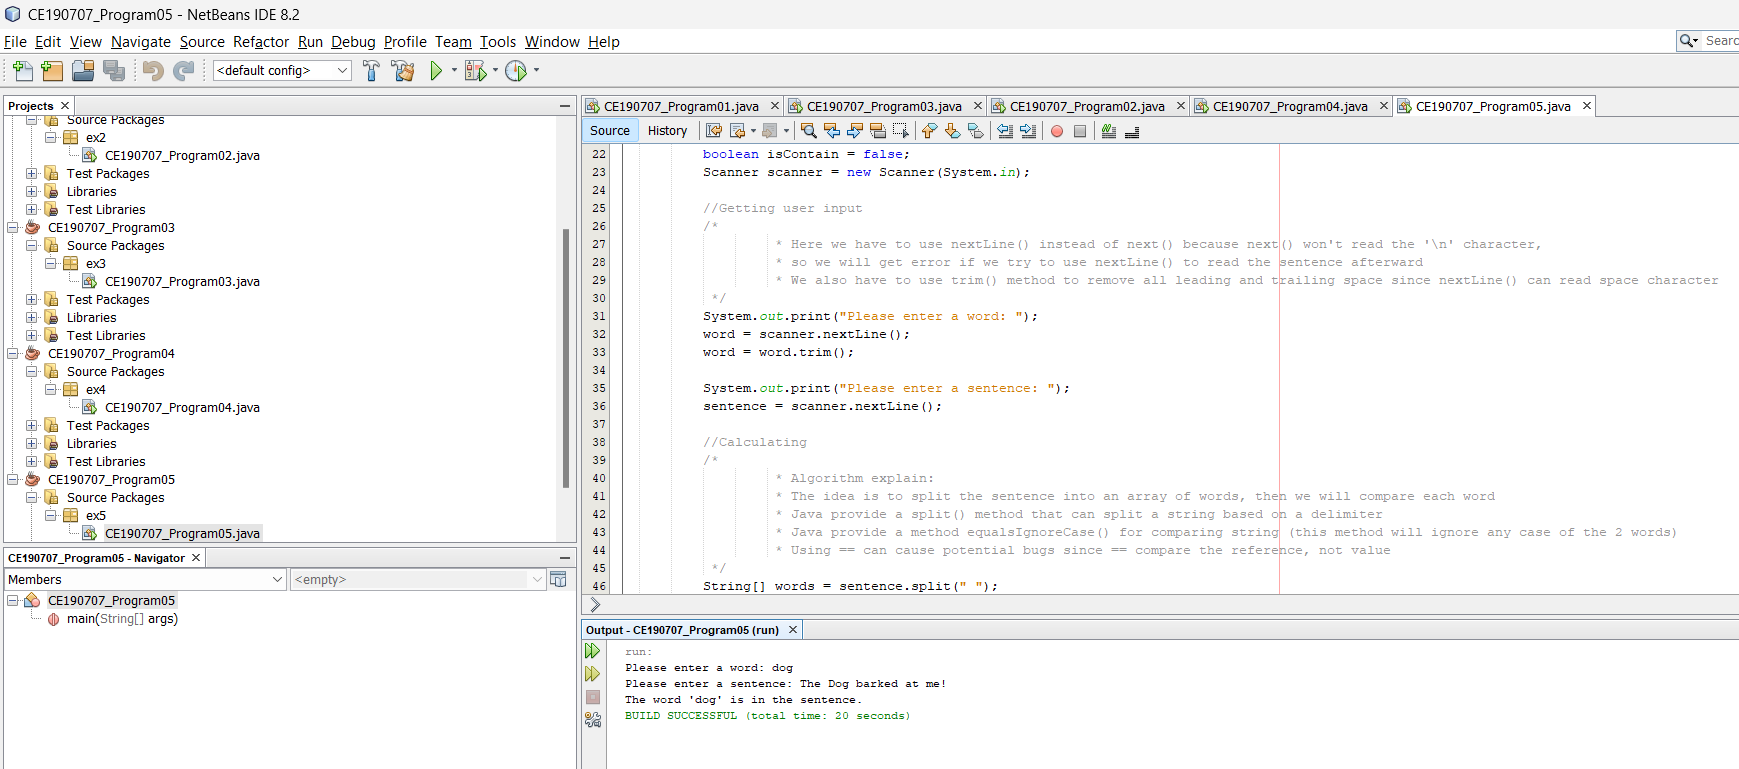 CE190707_Program05 - NetBeans IDE 8.2
File Edit View Navigate Source Refactor Run Debug Profile Team Tools Window Help
Searc
<default config>
Projects
CE190707_Program01.java CE190707_Program03.java CE190707_Program02.java CE190707_Program04.java CE190707_Program05.java
Source Packages
ex2
CE190707_Program02.java
Test Packages
Libraries
Test Libraries
CE190707_Program03
Source Packages
ex3
CE190707_Program03.java
Test Packages
Libraries
Test Libraries
CE190707_Program04
Source Packages
ex4
CE190707_Program04.java
Test Packages
Libraries
Test Libraries
CE190707_Program05
Source Packages
ex5
CE190707_Program05.java
CE190707_Program05 - Navigator
Members <empty>
CE190707_Program05
main(String[] args)
Source History
22 boolean isContain = false;
23 Scanner scanner = new Scanner(System.in);
24
25 //Getting user input
26 /*
27 * Here we have to use nextLine() instead of next() because next() won't read the '\n' character,
28 * so we will get error if we try to use nextLine() to read the sentence afterward
29 * We also have to use trim() method to remove all leading and trailing space since nextLine() can read space character
30 */
31 System.out.print("Please enter a word: ");
32 word = scanner.nextLine();
33 word = word.trim();
34
35 System.out.print("Please enter a sentence: ");
36 sentence = scanner.nextLine();
37
38 //Calculating
39 /*
40 * Algorithm explain:
41 * The idea is to split the sentence into an array of words, then we will compare each word
42 * Java provide a split() method that can split a string based on a delimiter
43 * Java provide a method equalsIgnoreCase() for comparing string (this method will ignore any case of the 2 words)
44 * Using == can cause potential bugs since == compare the reference, not value
45 */
46 String[] words = sentence.split(" ");
Output - CE190707_Program05 (run)
run:
Please enter a word: dog
Please enter a sentence: The Dog barked at me!
The word 'dog' is in the sentence.
BUILD SUCCESSFUL (total time: 20 seconds)